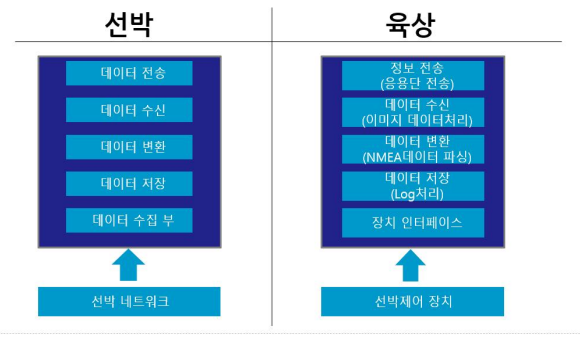 선박
데이터 전송
데이터 수신
데이터 변환
데이터 저장
데이터 수집 부
선박 네트워크
육상
정보 전송
(응용단 전송)
데이터 수신
(이미지 데이터처리)
데이터 변환
(NMEA데이터 파싱)
데이터 저장
(Log처리)
장치 인터페이스
선박제어 장치